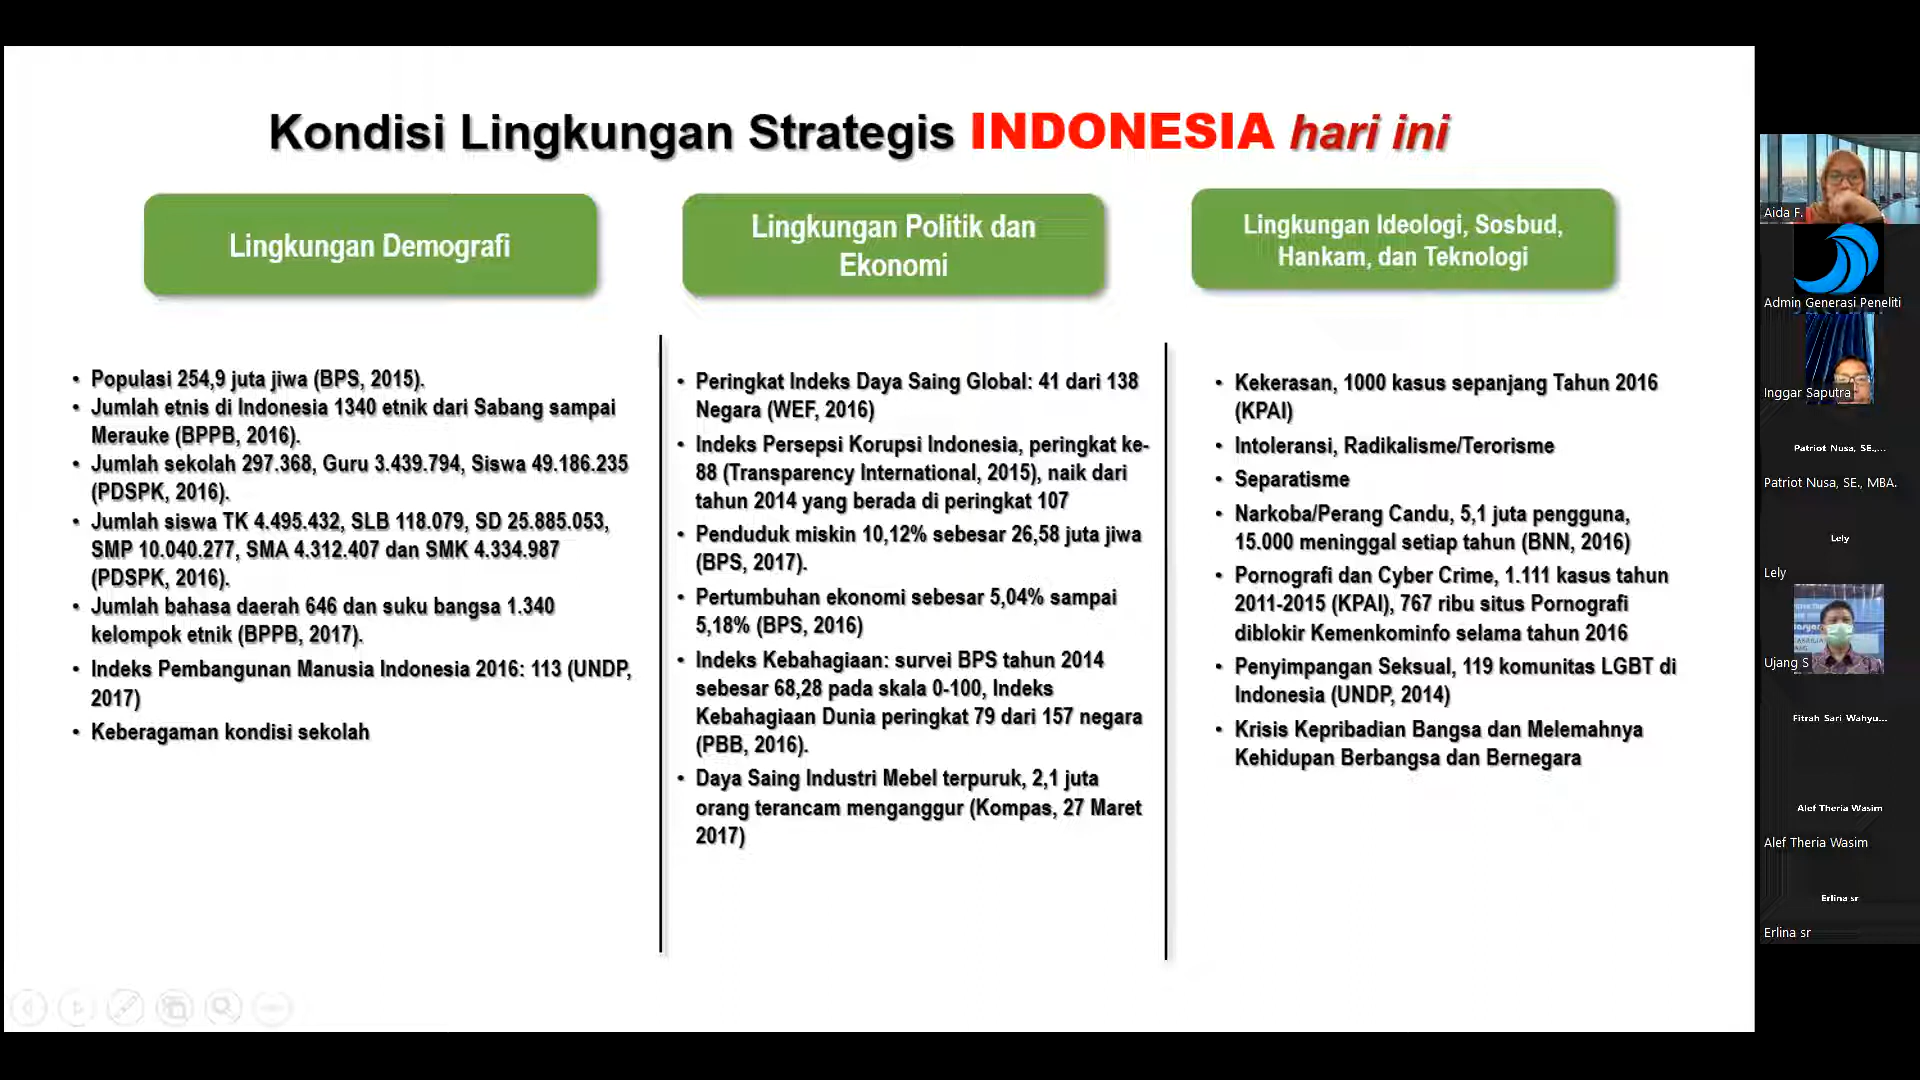 Kondisi Lingkungan Strategis INDONESIA hari ini
Lingkungan Demografi
• Populasi 254,9 juta jiwa (BPS, 2015).
• Jumlah etnis di Indonesia 1340 etnik dari Sabang sampai
Merauke (BPPB, 2016).
• Jumlah sekolah 297.368, Guru 3.439.794, Siswa 49.186.235
(PDSPK, 2016).
• Jumlah siswa TK 4.495.432, SLB 118.079, SD 25.885.053,
SMP 10.040.277, SMA 4.312.407 dan SMK 4.334.987
(PDSPK, 2016).
• Jumlah bahasa daerah 646 dan suku bangsa 1.340
kelompok etnik (BPPB, 2017).
• Indeks Pembangunan Manusia Indonesia 2016: 113 (UNDP,
2017)
• Keberagaman kondisi sekolah
Lingkungan Politik dan
Ekonomi
• Peringkat Indeks Daya Saing Global: 41 dari 138
Negara (WEF, 2016)
• Indeks Persepsi Korupsi Indonesia, peringkat ke-
88 (Transparency International, 2015), naik dari
tahun 2014 yang berada di peringkat 107
• Penduduk miskin 10,12% sebesar 26,58 juta jiwa
(BPS, 2017).
• Pertumbuhan ekonomi sebesar 5,04% sampai
5,18% (BPS, 2016)
• Indeks Kebahagiaan: survei BPS tahun 2014
sebesar 68,28 pada skala 0-100, Indeks
Kebahagiaan Dunia peringkat 79 dari 157 negara
(PBB, 2016).
• Daya Saing Industri Mebel terpuruk, 2,1 juta
orang terancam menganggur (Kompas, 27 Maret
2017)
Lingkungan Ideologi, Sosbud,
Hankam, dan Teknologi
• Kekerasan, 1000 kasus sepanjang Tahun 2016
(KPAI)
• Intoleransi, Radikalisme/Terorisme
• Separatisme
• Narkoba/Perang Candu, 5,1 juta pengguna,
15.000 meninggal setiap tahun (BNN, 2016)
• Pornografi dan Cyber Crime, 1.111 kasus tahun
2011-2015 (KPAI), 767 ribu situs Pornografi
diblokir Kemenkominfo selama tahun 2016
• Penyimpangan Seksual, 119 komunitas LGBT di
Indonesia (UNDP, 2014)
• Krisis Kepribadian Bangsa dan Melemahnya
Kehidupan Berbangsa dan Bernegara
Aida F.
Admin Generasi Peneliti
Inggar Saputra
Patriot Nusa, SE.,...
Patriot Nusa, SE., MBA.
Lely
Lely
Ujang S
Fitrah Sari Wahyu...
Alef Theria Wasim
Alef Theria Wasim
Erlina sr
Erlina sr